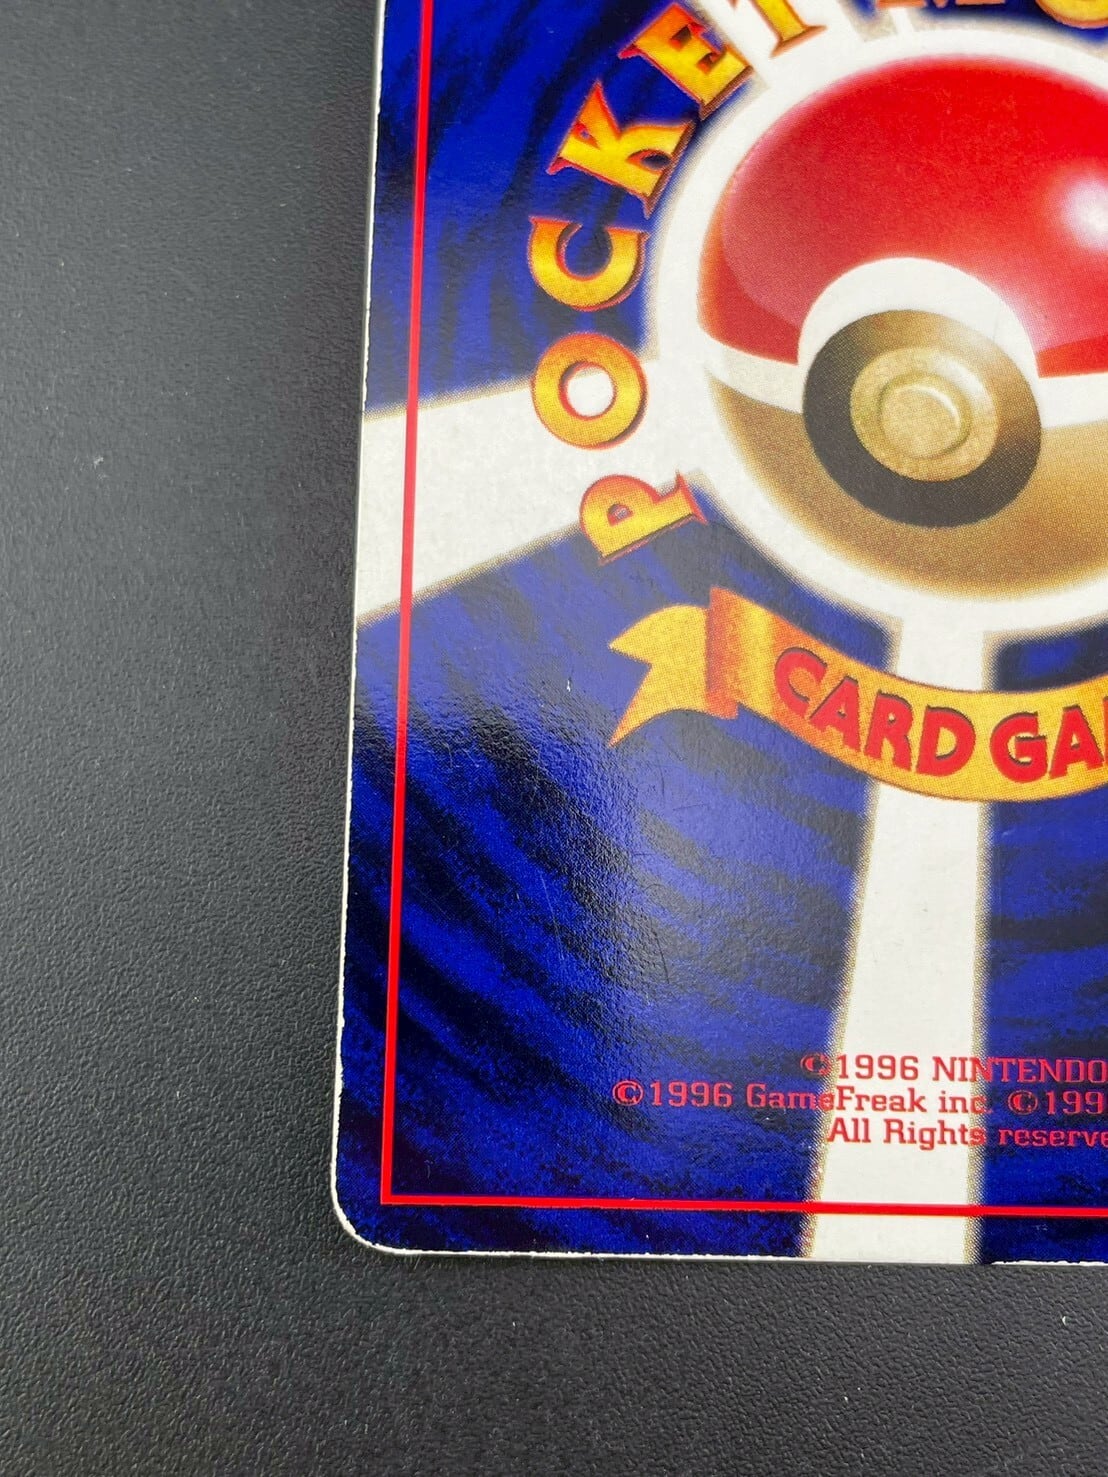 POCKET
CARD GA
©1996 NINTENDO
©1996 GameFreak inc. ©199
All Rights reserve